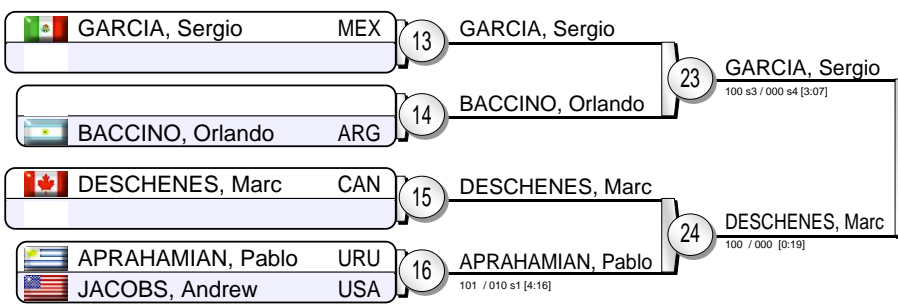 GARCIA, Sergio MEX
13
GARCIA, Sergio
23
GARCIA, Sergio
100 s3 / 000 s4 [3:07]
14
BACCINO, Orlando
BACCINO, Orlando ARG
DESCHENES, Marc CAN
15
DESCHENES, Marc
24
DESCHENES, Marc
100 / 000 [0:19]
APRAHAMIAN, Pablo URU
16
APRAHAMIAN, Pablo
101 / 010 s1 [4:16]
JACOBS, Andrew USA